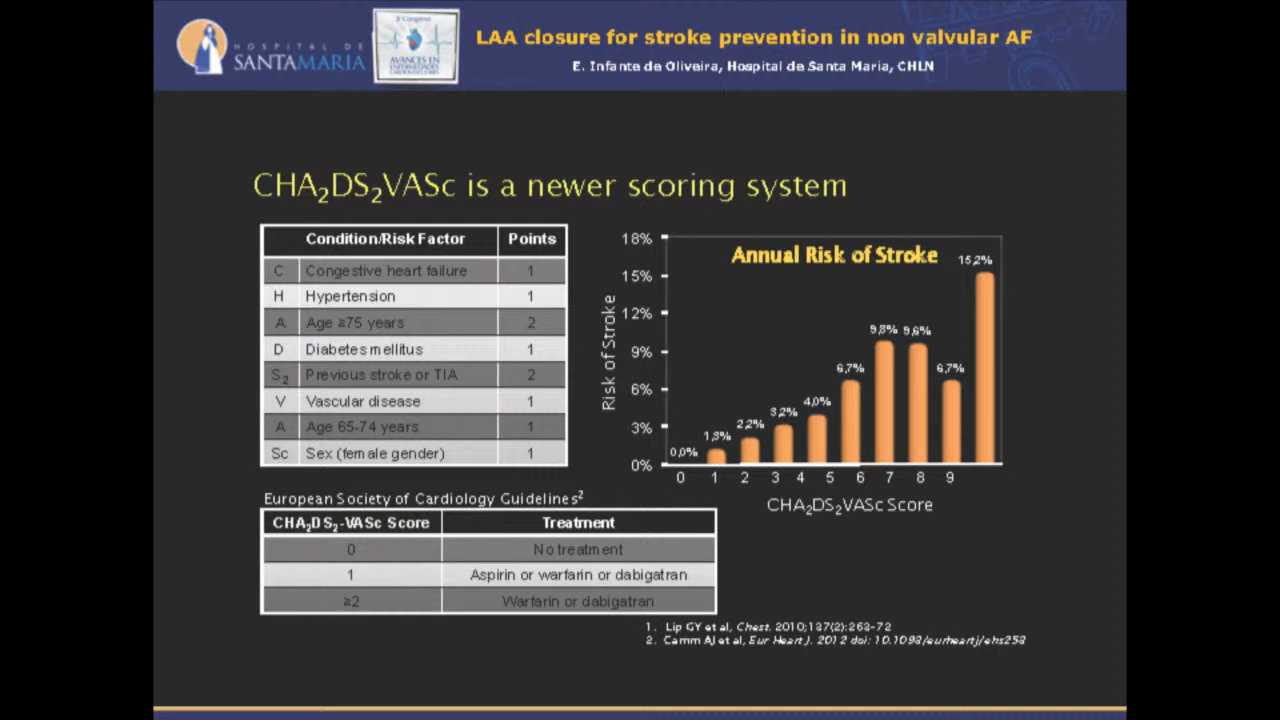 HOSPITAL DE
SANTAMARIA
3º Congreso
AVANCES EN
ENFERMEDADES
CARDIOVASCULARES
LAA closure for stroke prevention in non valvular AF
E. Infante de Oliveira, Hospital de Santa Maria, CHLN
CHA₂DS₂VASc is a newer scoring system
Condition/Risk Factor Points
C Congestive heart failure 1
H Hypertension 1
A Age ≥75 years 2
D Diabetes mellitus 1
S₂ Previous stroke or TIA 2
V Vascular disease 1
A Age 65-74 years 1
Sc Sex (female gender) 1
Annual Risk of Stroke
Risk of Stroke
18%
15%
12%
9%
6%
3%
0%
0,0% 1,3% 2,2% 3,2% 4,0% 6,7% 9,8% 9,6% 6,7% 15,2%
0 1 2 3 4 5 6 7 8 9
CHA₂DS₂VASc Score
European Society of Cardiology Guidelines²
CHA₂DS₂-VASc Score Treatment
0 No treatment
1 Aspirin or warfarin or dabigatran
≥2 Warfarin or dabigatran
1. Lip GY et al, Chest. 2010;137(2):263-72
2. Camm AJ et al, Eur Heart J. 2012 doi: 10.1093/eurheartj/ehs253